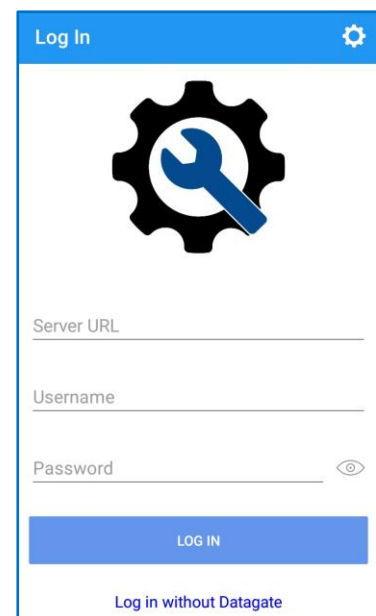 Log In
Server URL
Username
Password
LOG IN
Log in without Datagate